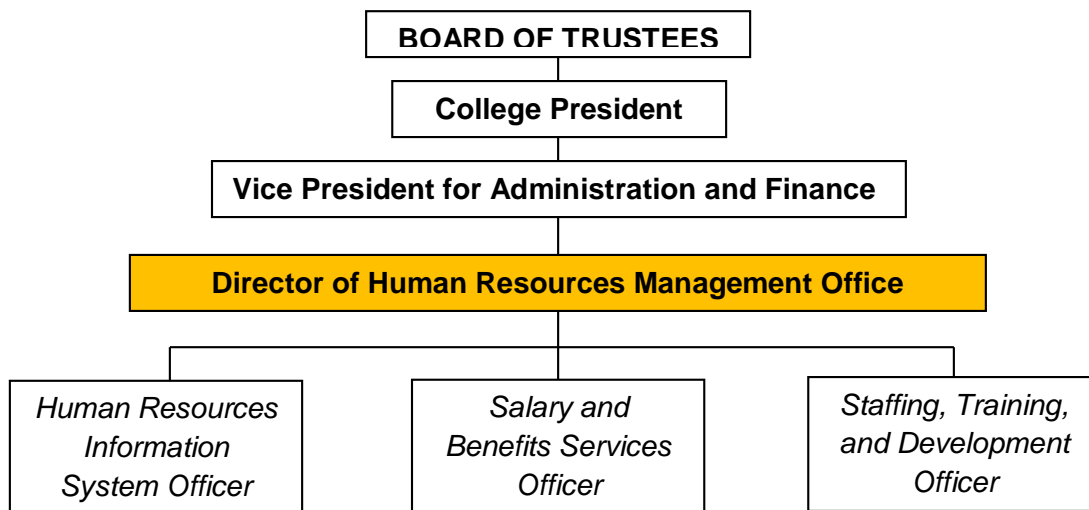 BOARD OF TRUSTEES
College President
Vice President for Administration and Finance
Director of Human Resources Management Office
Human Resources
Information
System Officer
Salary and
Benefits Services
Officer
Staffing, Training,
and Development
Officer